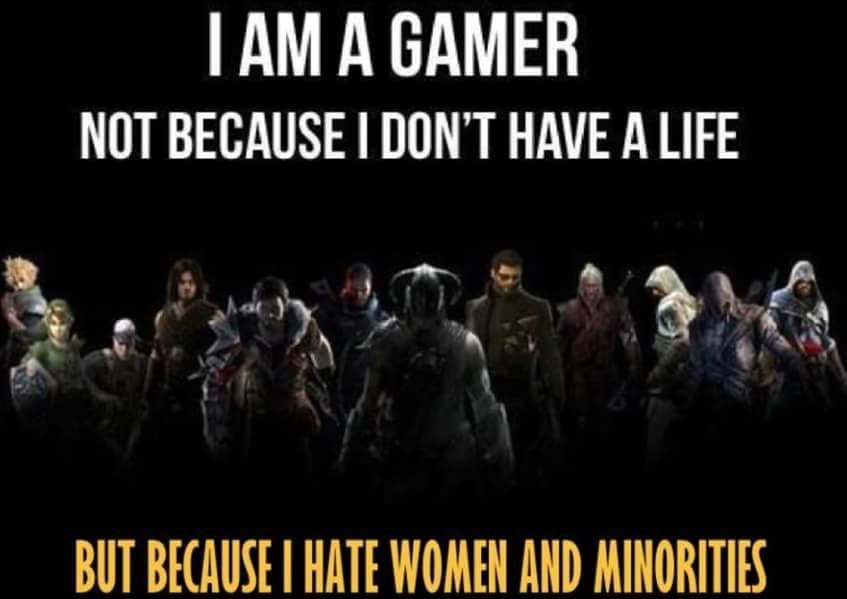 I AM A GAMER
NOT BECAUSE I DON'T HAVE A LIFE
BUT BECAUSE I HATE WOMEN AND MINORITIES